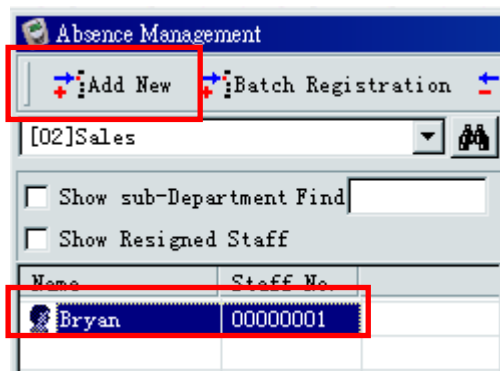 Absence Management
Add New Batch Registration
[02]Sales
Show sub-Department Find
Show Resigned Staff
Name Staff No.
Bryan 00000001